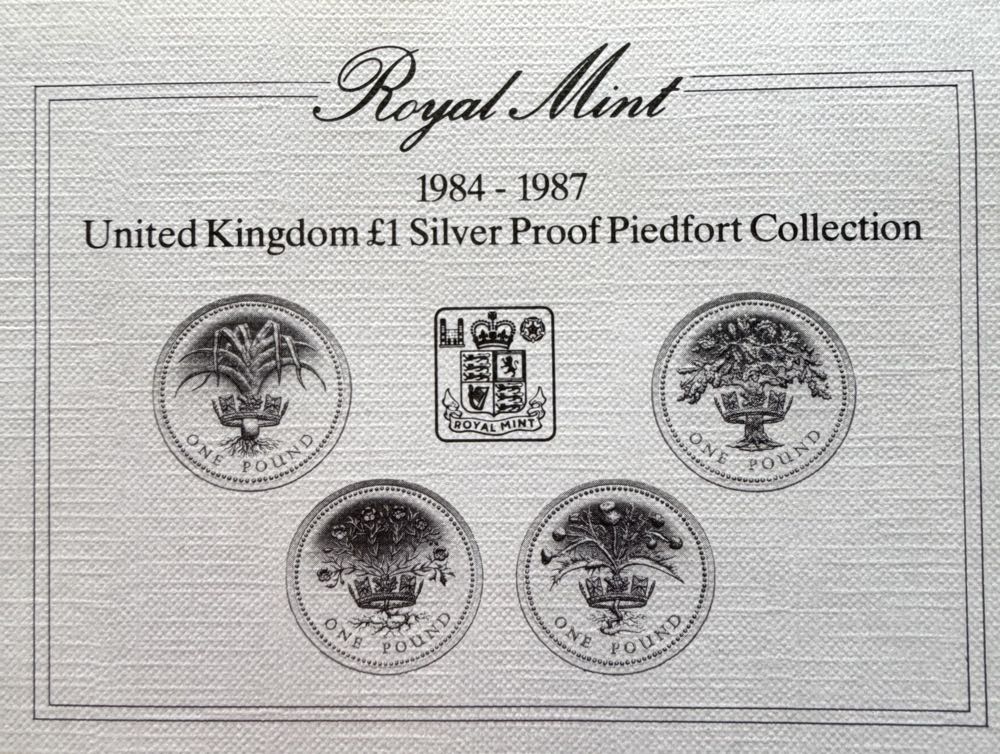 Royal Mint
1984 - 1987
United Kingdom £1 Silver Proof Piedfort Collection
ROYAL MINT
ONE POUND
ONE POUND
ONE POUND
ONE POUND